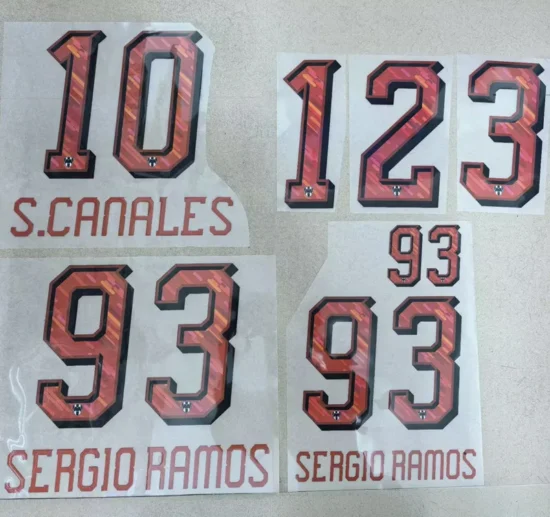 10
S.CANALES
1 2 3
93
SERGIO RAMOS
93
93
SERGIO RAMOS